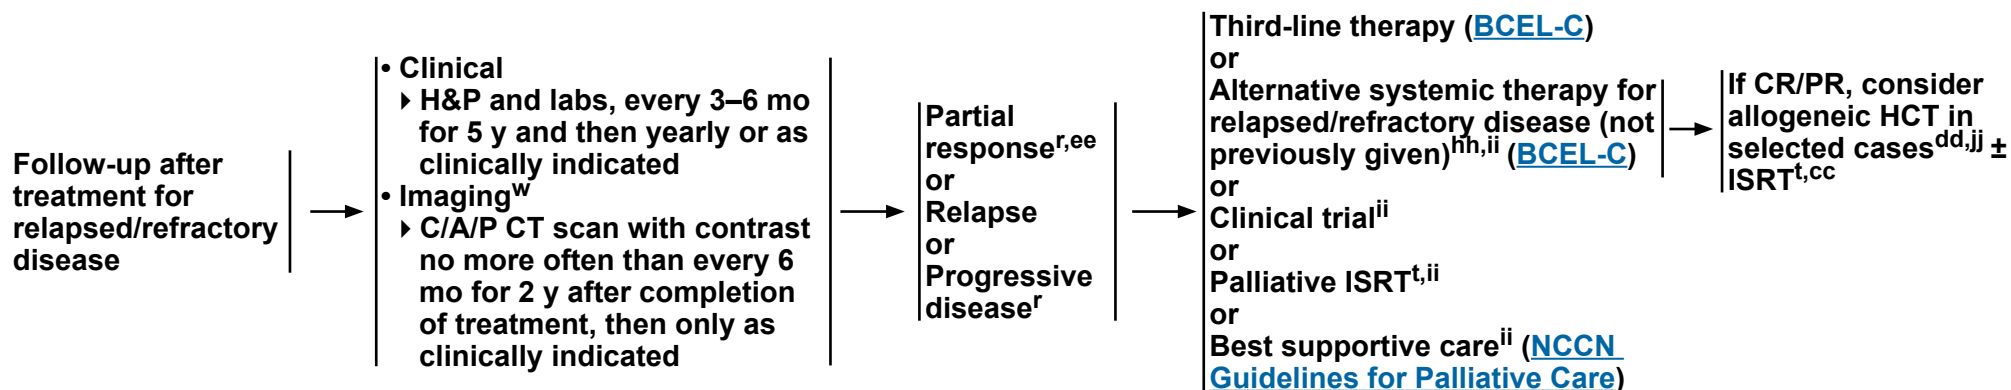 Follow-up after
treatment for
relapsed/refractory
disease
• Clinical
▸ H&P and labs, every 3–6 mo
for 5 y and then yearly or as
clinically indicated
• Imagingʷ
▸ C/A/P CT scan with contrast
no more often than every 6
mo for 2 y after completion
of treatment, then only as
clinically indicated
Partial
responseʳ,ᵉᵉ
or
Relapse
or
Progressive
diseaseʳ
Third-line therapy (BCEL-C)
or
Alternative systemic therapy for
relapsed/refractory disease (not
previously given)ʰʰ,ⁱⁱ (BCEL-C)
or
Clinical trialⁱⁱ
or
Palliative ISRTᵗ,ⁱⁱ
or
Best supportive careⁱⁱ (NCCN
Guidelines for Palliative Care)
If CR/PR, consider
allogeneic HCT in
selected casesᵈᵈ,ʲʲ ±
ISRTᵗ,ᶜᶜ